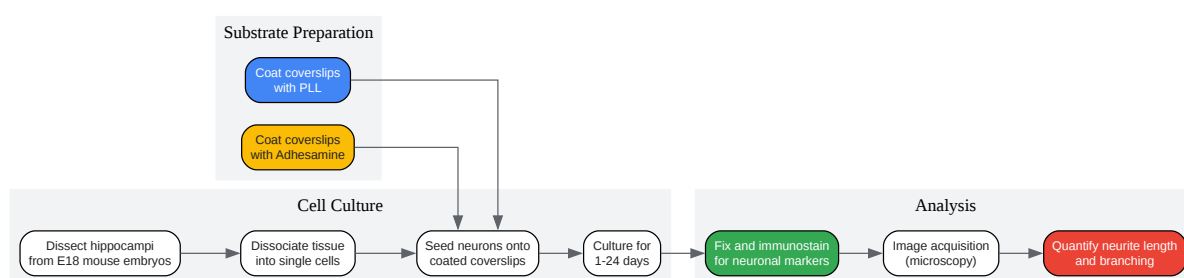 Substrate Preparation
Coat coverslips
with PLL
Coat coverslips
with Adhesamine
Cell Culture
Dissect hippocampi
from E18 mouse embryos
Dissociate tissue
into single cells
Seed neurons onto
coated coverslips
Culture for
1-24 days
Analysis
Fix and immunostain
for neuronal markers
Image acquisition
(microscopy)
Quantify neurite length
and branching